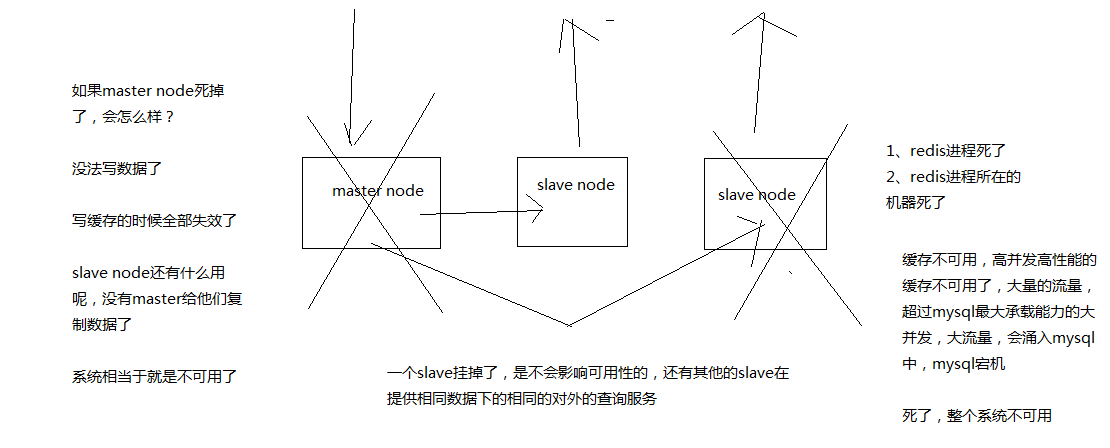 如果master node死掉
了，会怎么样？
没法写数据了
写缓存的时候全部失效了
slave node还有什么用
呢，没有master给他们复
制数据了
系统相当于就是不可用了
master node
slave node
slave node
一个slave挂掉了，是不会影响可用性的，还有其他的slave在
提供相同数据下的相同的对外的查询服务
1、redis进程死了
2、redis进程所在的
机器死了
缓存不可用，高并发高性能的
缓存不可用了，大量的流量，
超过mysql最大承载能力的大
并发，大流量，会涌入mysql
中，mysql宕机
死了，整个系统不可用